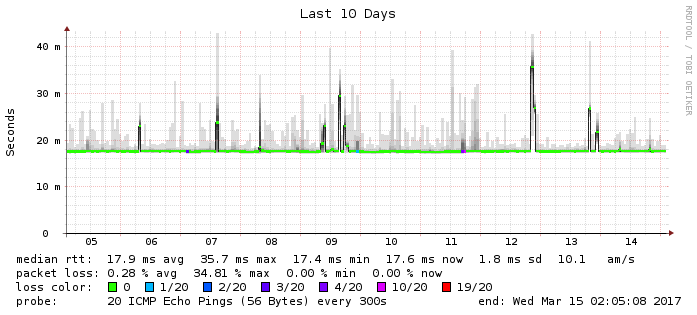 Last 10 Days
RRDTOOL / TOBI OETIKER
Seconds
40 m
30 m
20 m
10 m
0
05 06 07 08 09 10 11 12 13 14
median rtt: 17.9 ms avg 35.7 ms max 17.4 ms min 17.6 ms now 1.8 ms sd 10.1 am/s
packet loss: 0.28 % avg 34.81 % max 0.00 % min 0.00 % now
loss color: 0 1/20 2/20 3/20 4/20 10/20 19/20
probe: 20 ICMP Echo Pings (56 Bytes) every 300s end: Wed Mar 15 02:05:08 2017